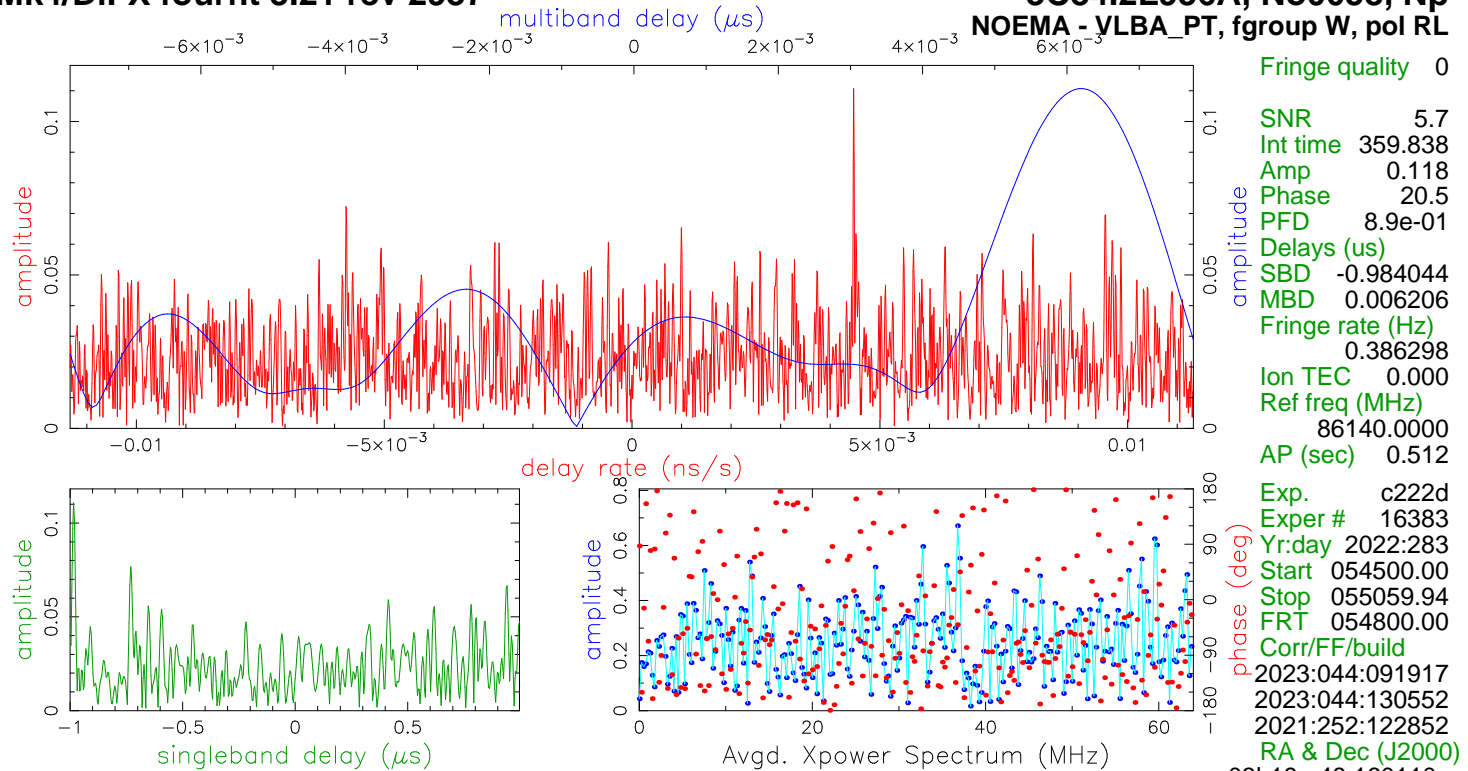 multiband delay (μs)
NOEMA - VLBA_PT, fgroup W, pol RL
−6×10⁻³ −4×10⁻³ −2×10⁻³ 0 2×10⁻³ 4×10⁻³ 6×10⁻³
amplitude
0 0.05 0.1
0 0.05 0.1
amplitude
−0.01 −5×10⁻³ 0 5×10⁻³ 0.01
delay rate (ns/s)
Fringe quality 0
SNR 5.7
Int time 359.838
Amp 0.118
Phase 20.5
PFD 8.9e-01
Delays (us)
SBD -0.984044
MBD 0.006206
Fringe rate (Hz)
0.386298
Ion TEC 0.000
Ref freq (MHz)
86140.0000
AP (sec) 0.512
Exp. c222d
Exper # 16383
Yr:day 2022:283
Start 054500.00
Stop 055059.94
FRT 054800.00
Corr/FF/build
2023:044:091917
2023:044:130552
2021:252:122852
RA & Dec (J2000)
amplitude
0 0.05 0.1
−1 −0.5 0 0.5
singleband delay (μs)
amplitude
0 0.2 0.4 0.6 0.8
−180 −90 0 90 180
phase (deg)
0 20 40 60
Avgd. Xpower Spectrum (MHz)